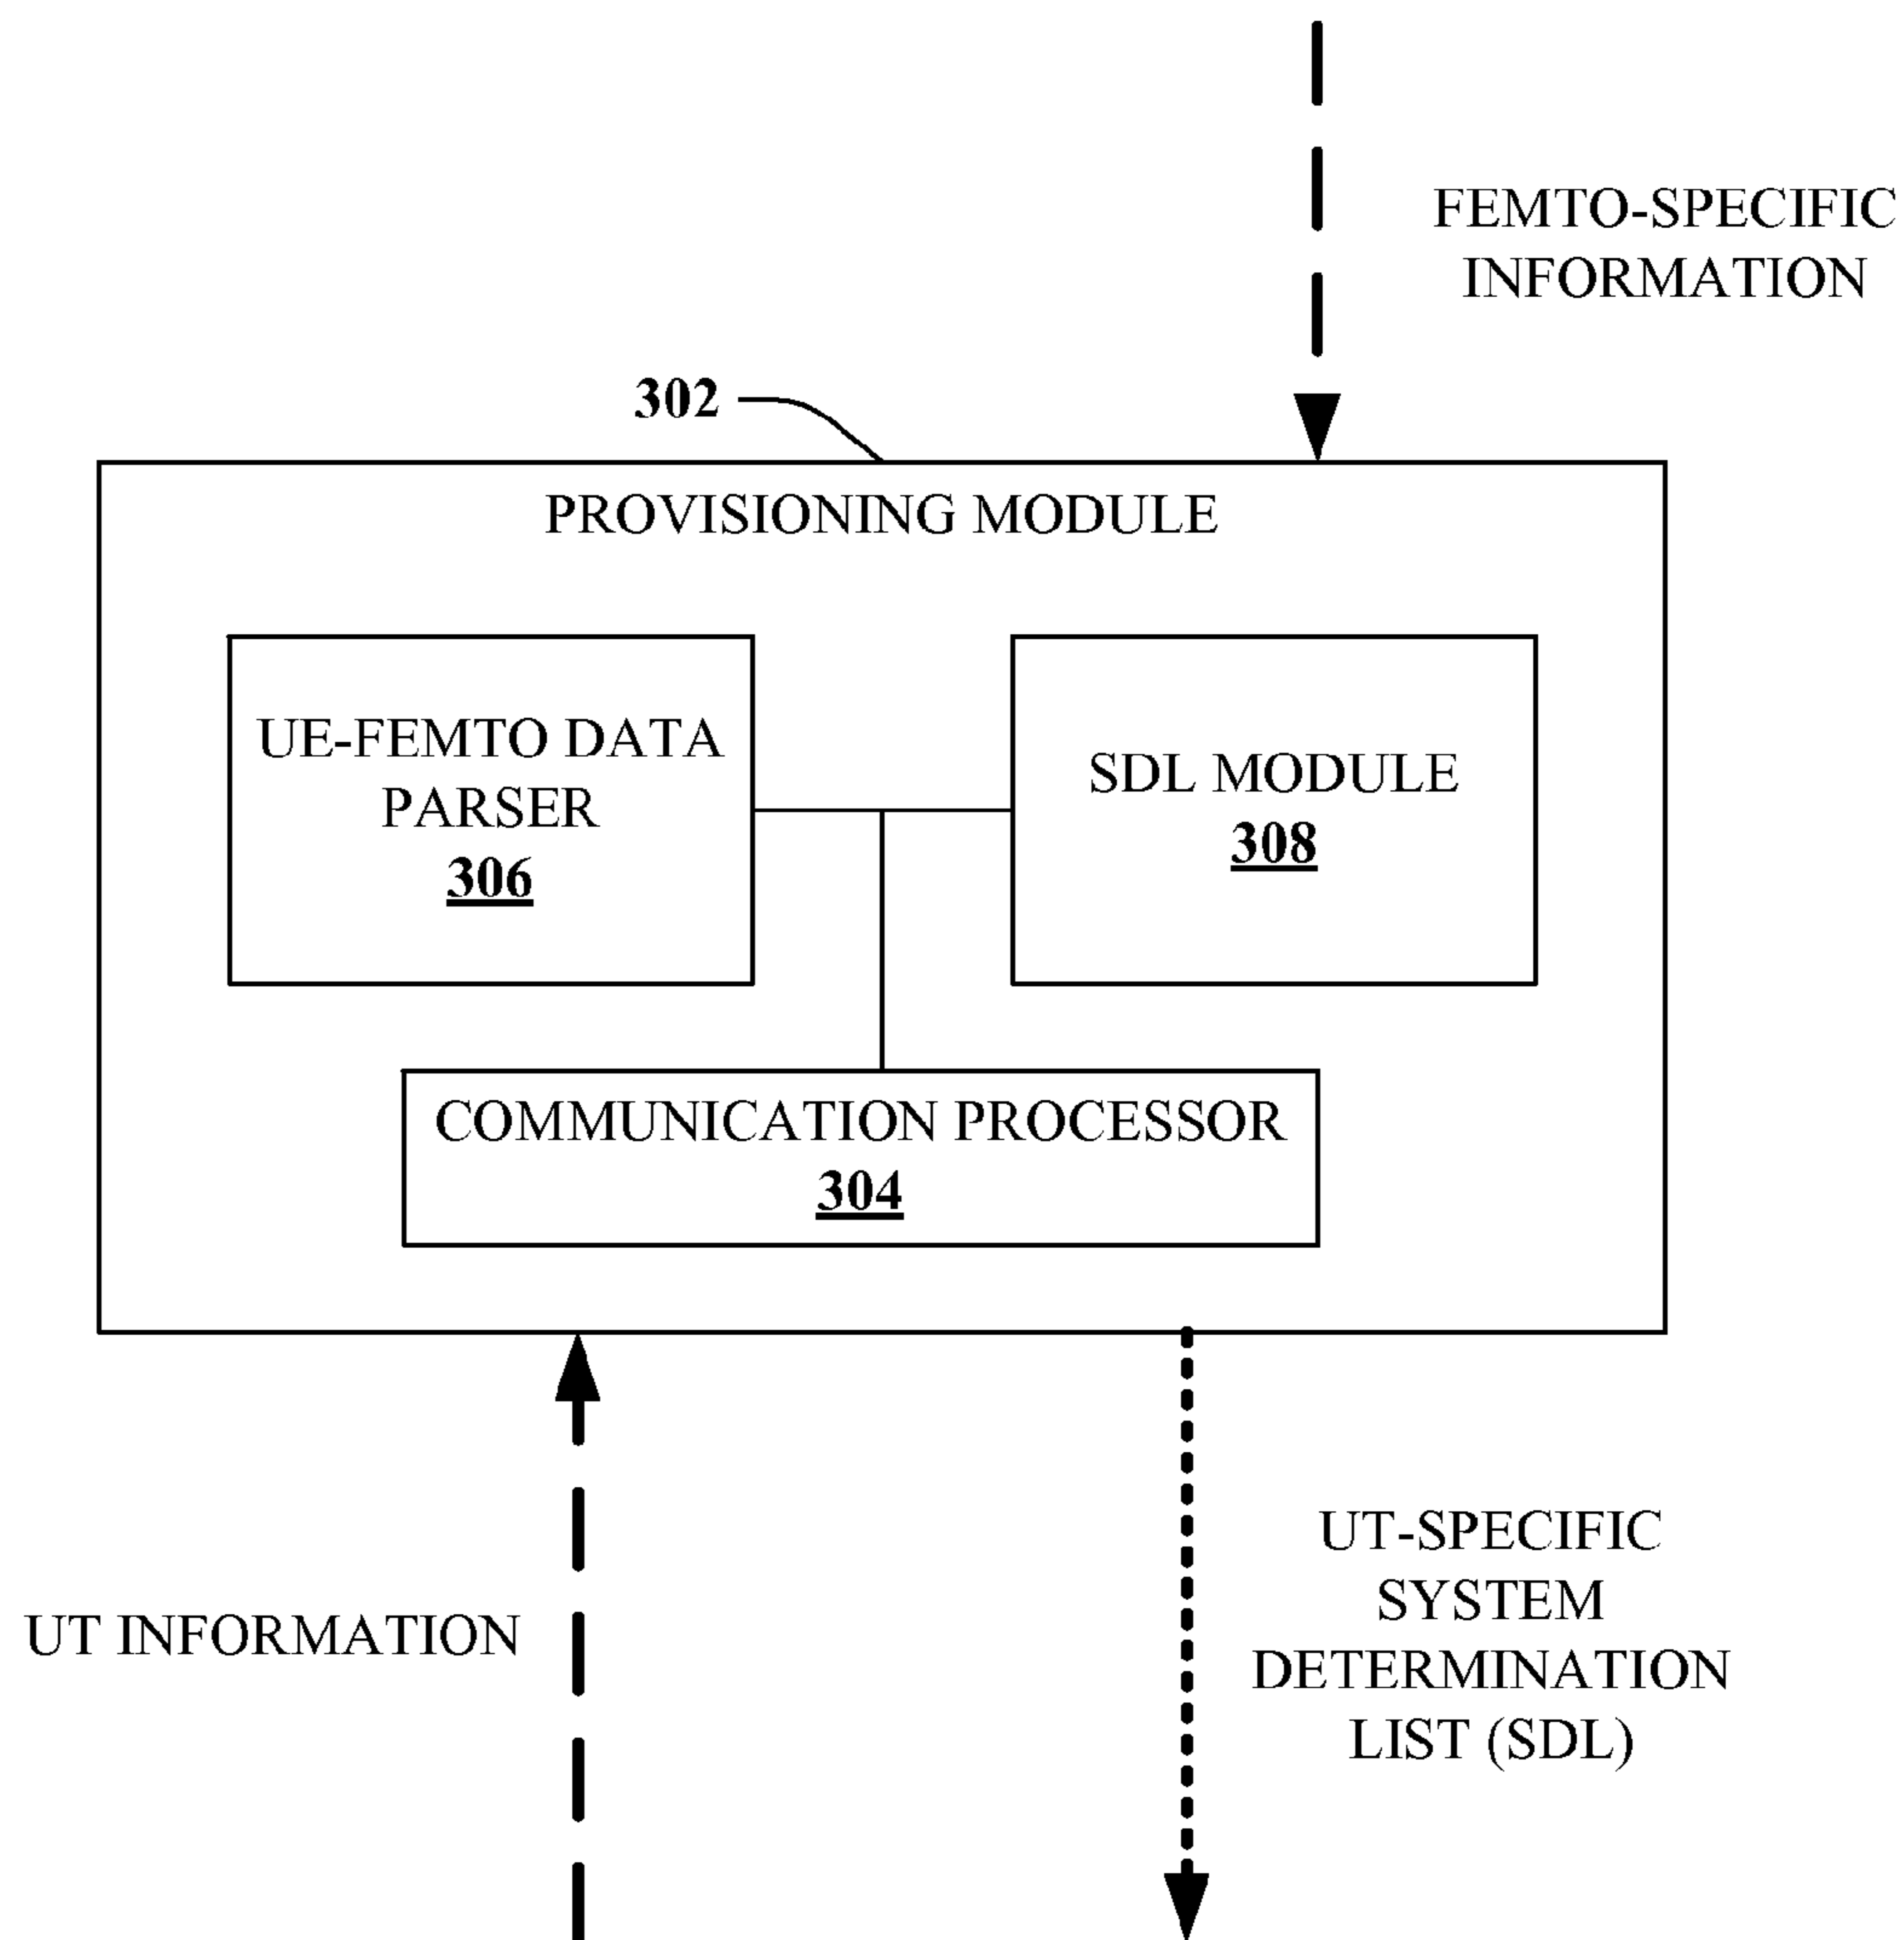 FEMTO-SPECIFIC
INFORMATION
302
PROVISIONING MODULE
UE-FEMTO DATA
PARSER
306
SDL MODULE
308
COMMUNICATION PROCESSOR
304
UT INFORMATION
UT-SPECIFIC
SYSTEM
DETERMINATION
LIST (SDL)